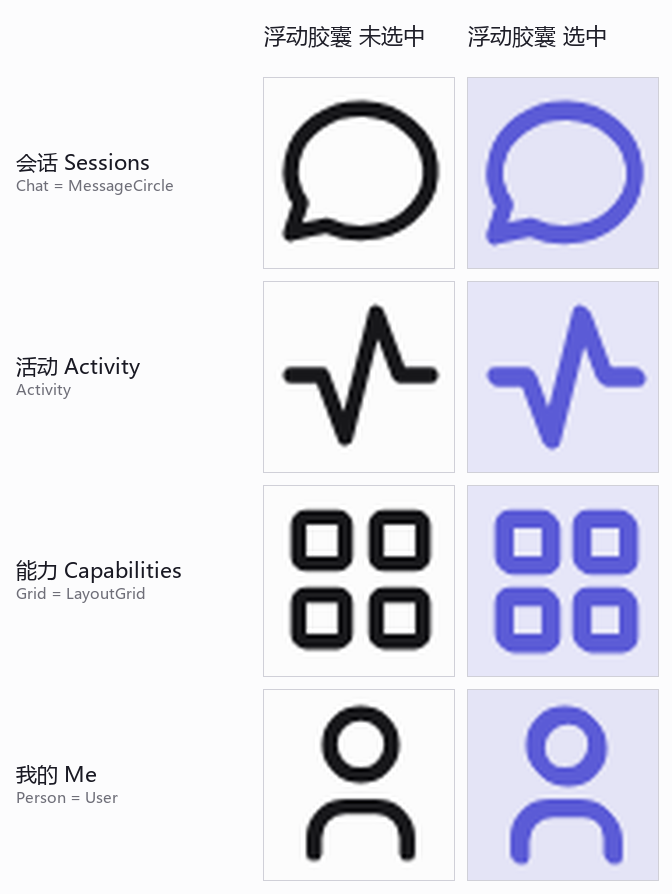 浮动胶囊 未选中 浮动胶囊 选中
会话 Sessions
Chat = MessageCircle
活动 Activity
Activity
能力 Capabilities
Grid = LayoutGrid
我的 Me
Person = User